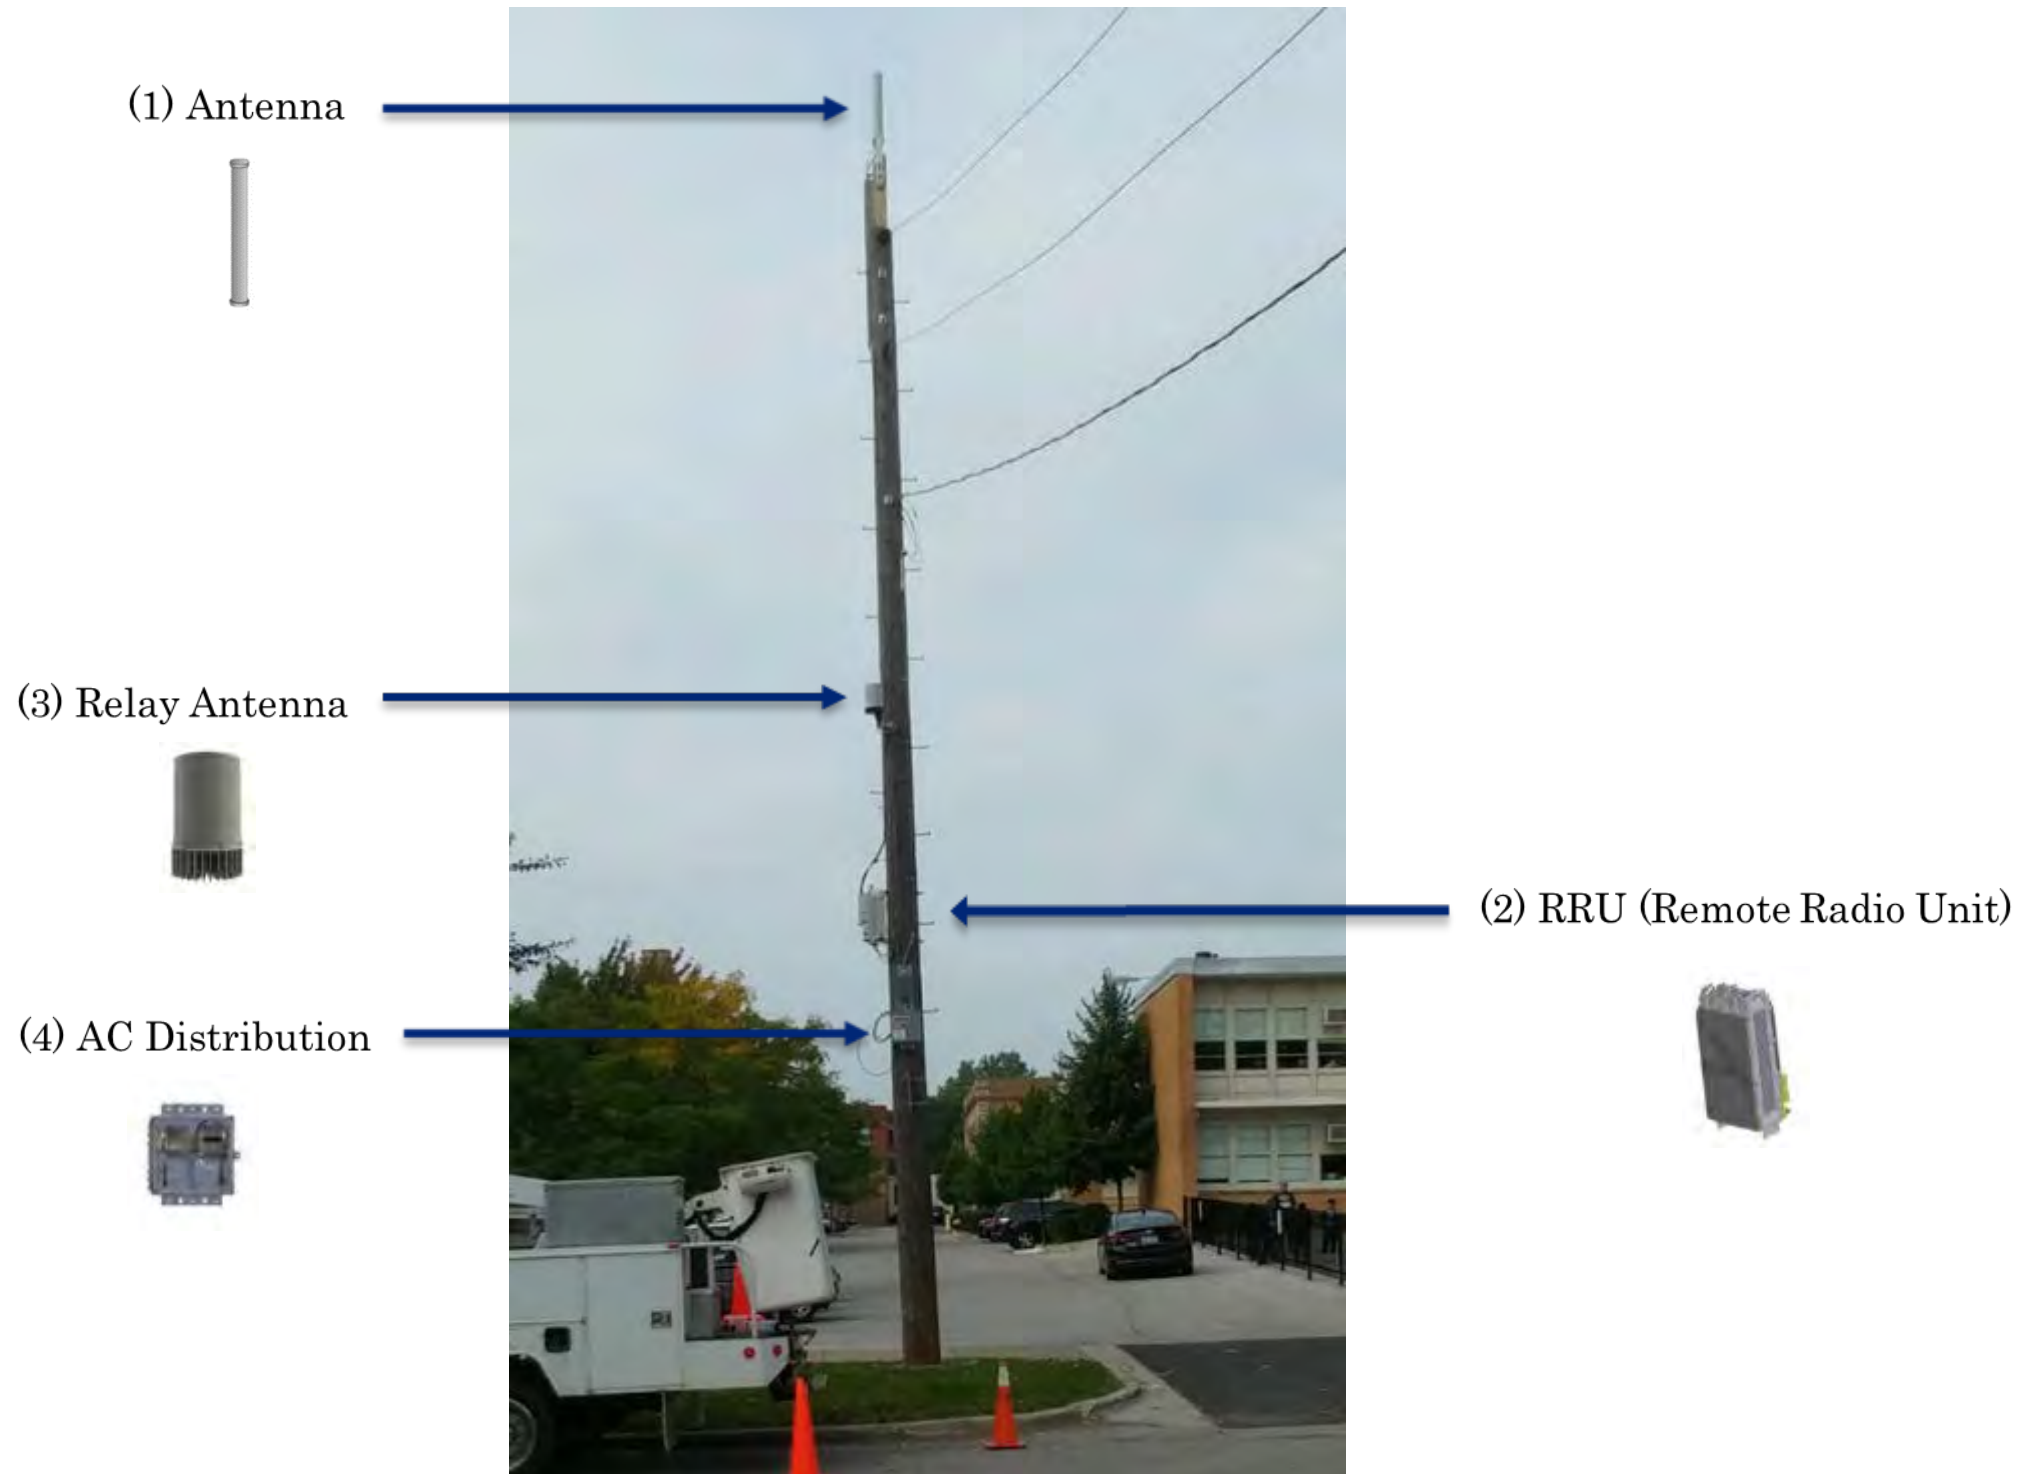 (1) Antenna
(3) Relay Antenna
(2) RRU (Remote Radio Unit)
(4) AC Distribution